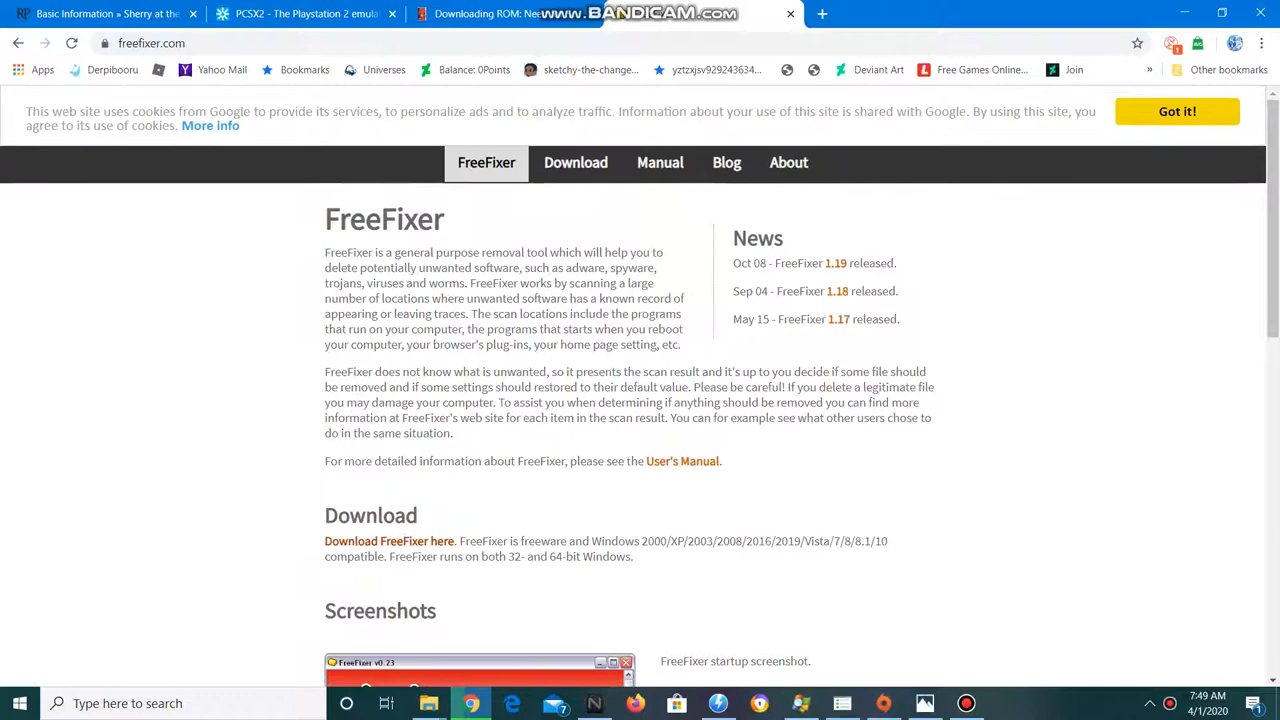 Basic Information » Sherry at the
PCSX2 - The Playstation 2 emula
Downloading ROM: Ne
www.BANDICAM.com
freefixer.com
Apps
Derpibooru
Yahoo Mail
Bookmarks
Universes
Balance: 0Points
sketchy-the-change...
yztzxjsv929243634...
Deviant Art
Free Games Online...
Join
»
Other bookmarks
This web site uses cookies from Google to provide its services, to personalize ads and to analyze traffic. Information about your use of this site is shared with Google. By using this site, you
agree to its use of cookies. More info
Got it!
FreeFixer
Download
Manual
Blog
About
FreeFixer
FreeFixer is a general purpose removal tool which will help you to
delete potentially unwanted software, such as adware, spyware,
trojans, viruses and worms. FreeFixer works by scanning a large
number of locations where unwanted software has a known record of
appearing or leaving traces. The scan locations include the programs
that run on your computer, the programs that starts when you reboot
your computer, your browser's plug-ins, your home page setting, etc.
News
Oct 08 - FreeFixer 1.19 released.
Sep 04 - FreeFixer 1.18 released.
May 15 - FreeFixer 1.17 released.
FreeFixer does not know what is unwanted, so it presents the scan result and it's up to you decide if some file should
be removed and if some settings should restored to their default value. Please be careful! If you delete a legitimate file
you may damage your computer. To assist you when determining if anything should be removed you can find more
information at FreeFixer's web site for each item in the scan result. You can for example see what other users chose to
do in the same situation.
For more detailed information about FreeFixer, please see the User's Manual.
Download
Download FreeFixer here. FreeFixer is freeware and Windows 2000/XP/2003/2008/2016/2019/Vista/7/8/8.1/10
compatible. FreeFixer runs on both 32- and 64-bit Windows.
Screenshots
FreeFixer v0.23
FreeFixer startup screenshot.
Type here to search
7
7:49 AM
4/1/2020
1